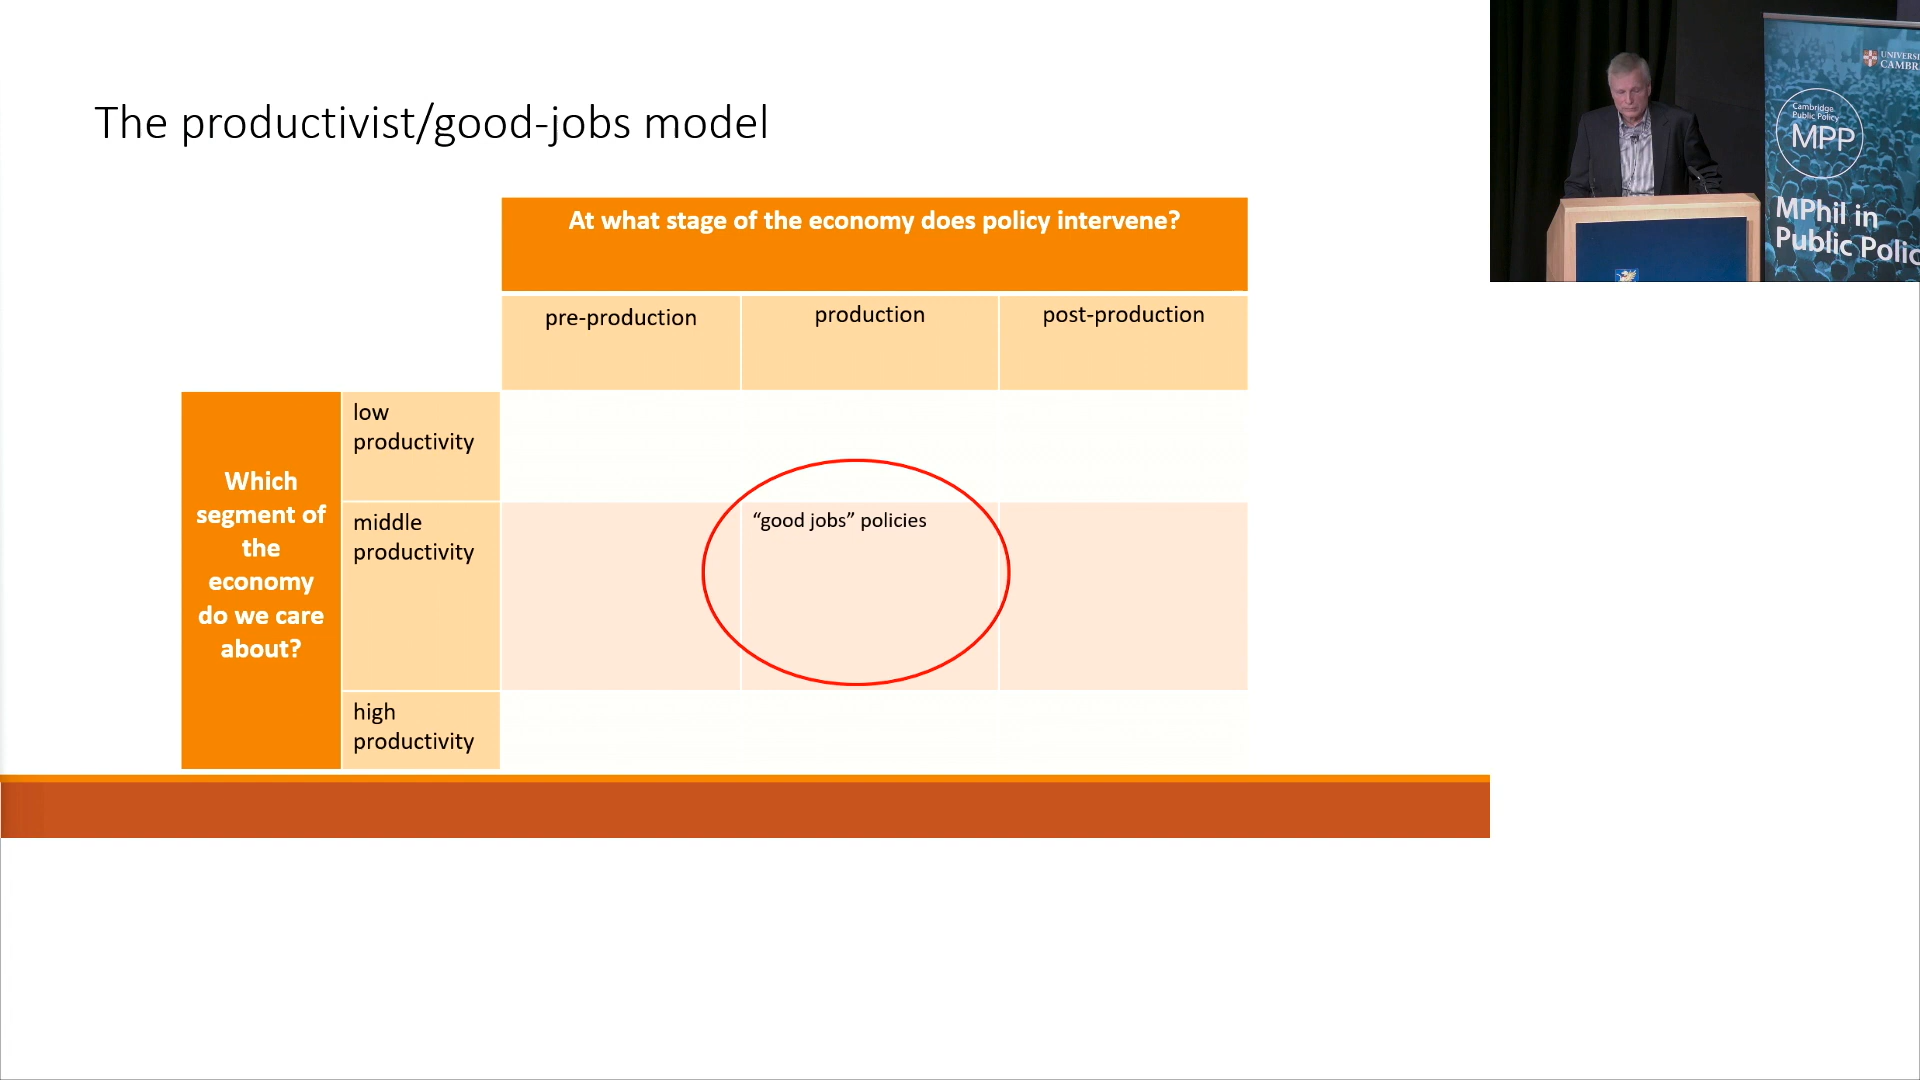 The productivist/good-jobs model
At what stage of the economy does policy intervene?
pre-production
production
post-production
Which
segment of
the
economy
do we care
about?
low
productivity
middle
productivity
“good jobs” policies
high
productivity
Cambridge
Public Policy
MPP
MPhil in